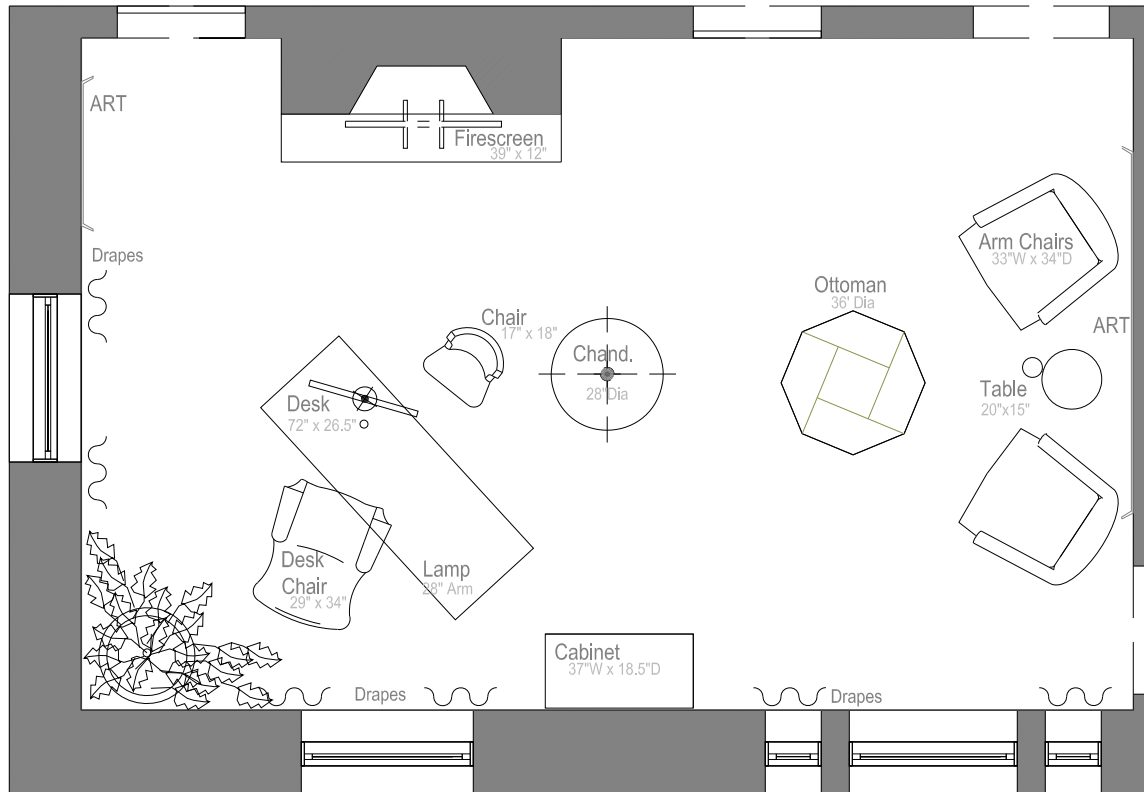 ART
Firescreen
39" x 12"
Drapes
Arm Chairs
33"W x 34"D
Ottoman
36' Dia
Chair
17" x 18"
ART
Chand.
28"Dia
Desk
72" x 26.5"
Table
20"x15"
Desk
Chair
29" x 34"
Lamp
28" Arm
Cabinet
37"W x 18.5"D
Drapes
Drapes